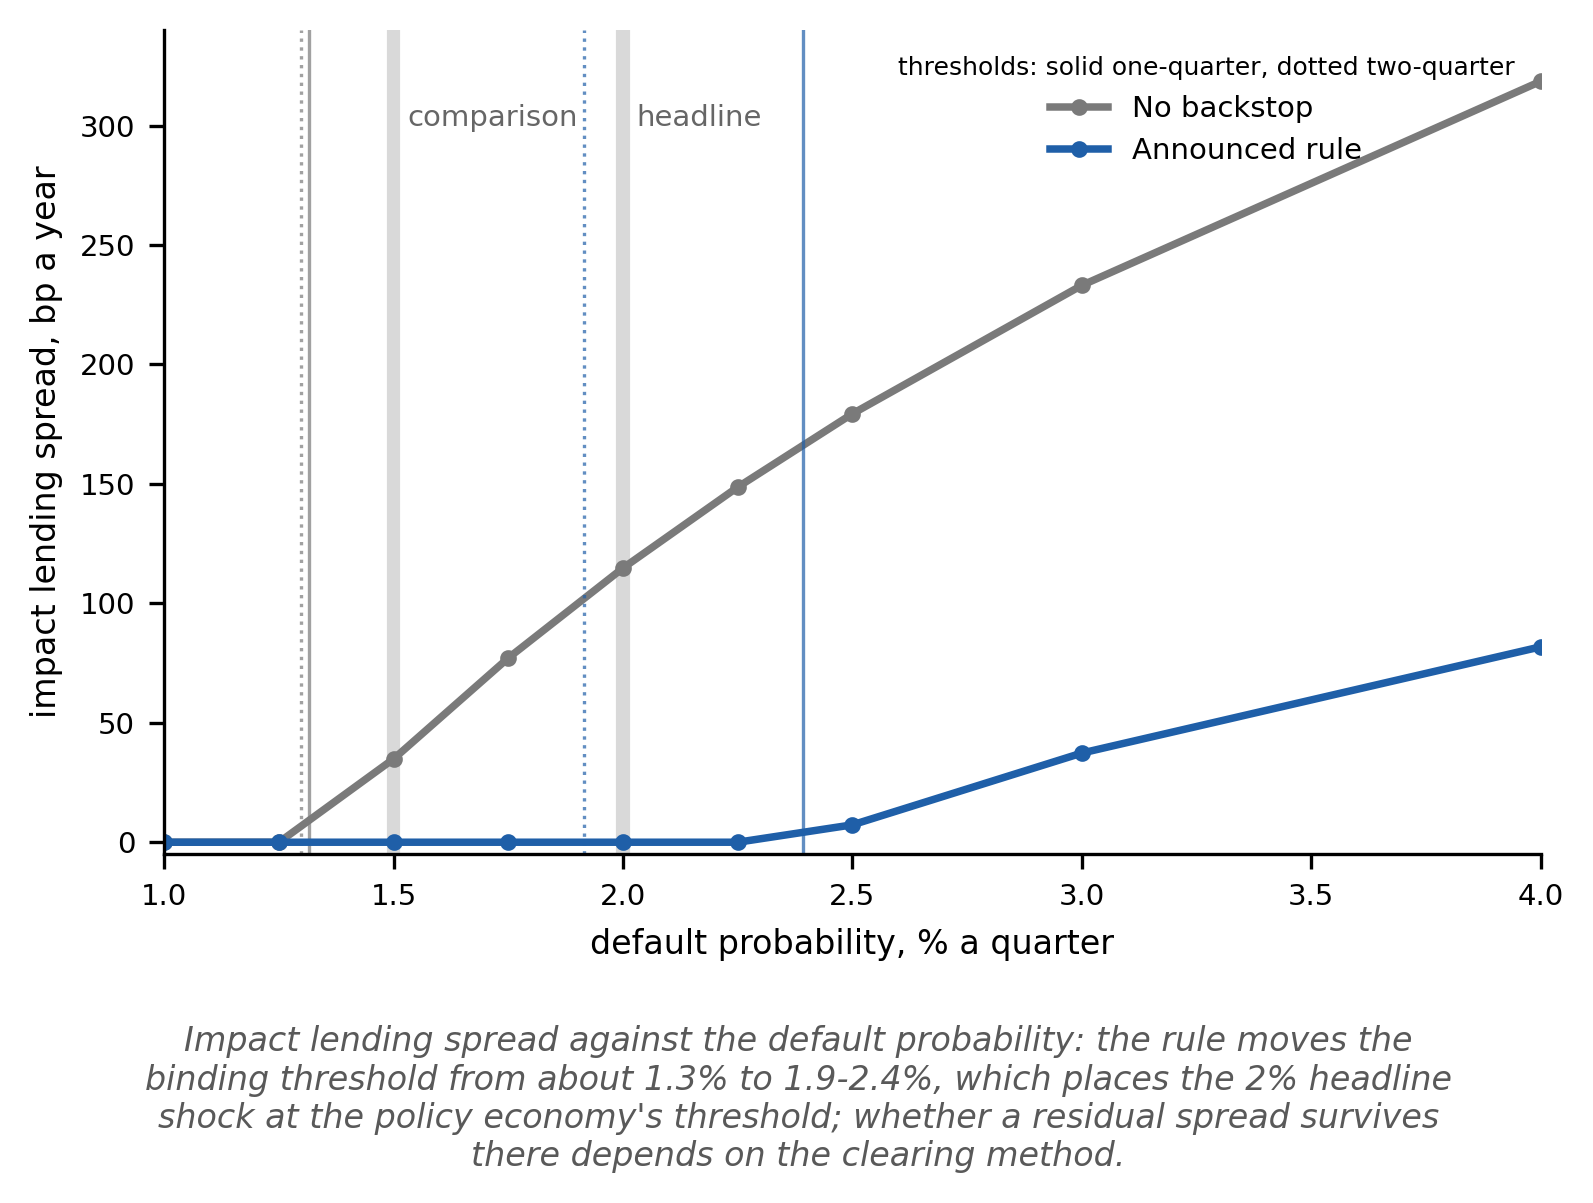 thresholds: solid one-quarter, dotted two-quarter
No backstop
Announced rule
comparison
headline
impact lending spread, bp a year
300
250
200
150
100
50
0
1.0
1.5
2.0
2.5
3.0
3.5
4.0
default probability, % a quarter
Impact lending spread against the default probability: the rule moves the
binding threshold from about 1.3% to 1.9-2.4%, which places the 2% headline
shock at the policy economy's threshold; whether a residual spread survives
there depends on the clearing method.